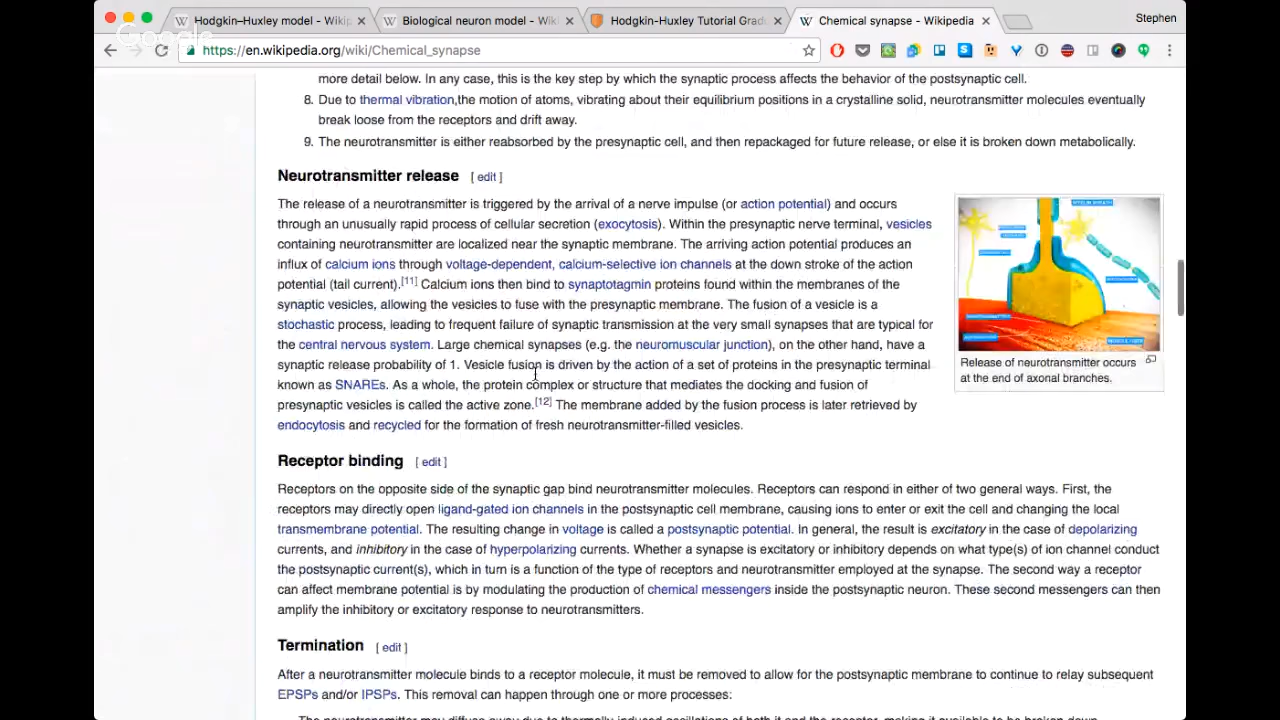 Hodgkin–Huxley model - Wikip
Biological neuron model - Wiki
Hodgkin-Huxley Tutorial Grad
Chemical synapse - Wikipedia
Stephen
Google
https://en.wikipedia.org/wiki/Chemical_synapse
more detail below. In any case, this is the key step by which the synaptic process affects the behavior of the postsynaptic cell.
8. Due to thermal vibration,the motion of atoms, vibrating about their equilibrium positions in a crystalline solid, neurotransmitter molecules eventually
break loose from the receptors and drift away.
9. The neurotransmitter is either reabsorbed by the presynaptic cell, and then repackaged for future release, or else it is broken down metabolically.
Neurotransmitter release [ edit ]
The release of a neurotransmitter is triggered by the arrival of a nerve impulse (or action potential) and occurs
through an unusually rapid process of cellular secretion (exocytosis). Within the presynaptic nerve terminal, vesicles
containing neurotransmitter are localized near the synaptic membrane. The arriving action potential produces an
influx of calcium ions through voltage-dependent, calcium-selective ion channels at the down stroke of the action
potential (tail current).[11] Calcium ions then bind to synaptotagmin proteins found within the membranes of the
synaptic vesicles, allowing the vesicles to fuse with the presynaptic membrane. The fusion of a vesicle is a
stochastic process, leading to frequent failure of synaptic transmission at the very small synapses that are typical for
the central nervous system. Large chemical synapses (e.g. the neuromuscular junction), on the other hand, have a
synaptic release probability of 1. Vesicle fusion is driven by the action of a set of proteins in the presynaptic terminal
known as SNAREs. As a whole, the protein complex or structure that mediates the docking and fusion of
presynaptic vesicles is called the active zone.[12] The membrane added by the fusion process is later retrieved by
endocytosis and recycled for the formation of fresh neurotransmitter-filled vesicles.
Release of neurotransmitter occurs
at the end of axonal branches.
Receptor binding [ edit ]
Receptors on the opposite side of the synaptic gap bind neurotransmitter molecules. Receptors can respond in either of two general ways. First, the
receptors may directly open ligand-gated ion channels in the postsynaptic cell membrane, causing ions to enter or exit the cell and changing the local
transmembrane potential. The resulting change in voltage is called a postsynaptic potential. In general, the result is excitatory in the case of depolarizing
currents, and inhibitory in the case of hyperpolarizing currents. Whether a synapse is excitatory or inhibitory depends on what type(s) of ion channel conduct
the postsynaptic current(s), which in turn is a function of the type of receptors and neurotransmitter employed at the synapse. The second way a receptor
can affect membrane potential is by modulating the production of chemical messengers inside the postsynaptic neuron. These second messengers can then
amplify the inhibitory or excitatory response to neurotransmitters.
Termination [ edit ]
After a neurotransmitter molecule binds to a receptor molecule, it must be removed to allow for the postsynaptic membrane to continue to relay subsequent
EPSPs and/or IPSPs. This removal can happen through one or more processes:
The neurotransmitter may diffuse away due to thermally-induced oscillations of both it and the receptor, making it available to be broken down